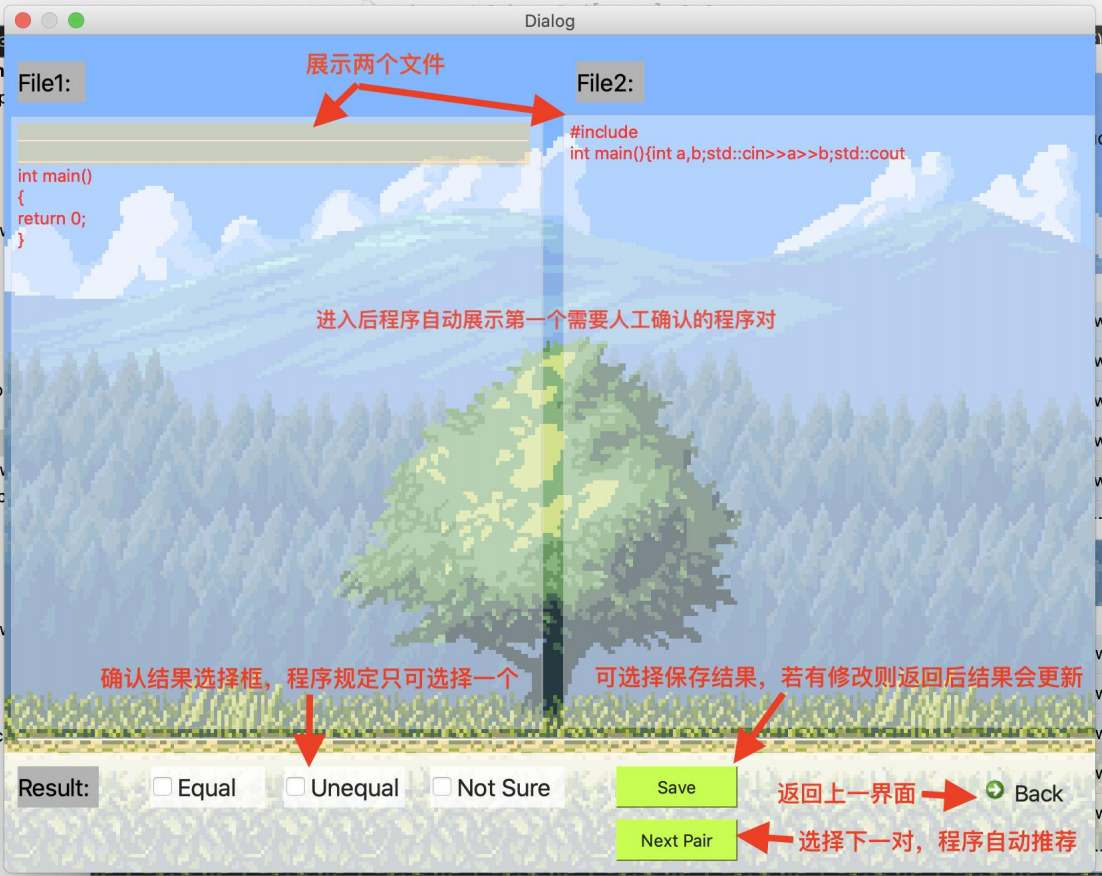 Dialog
展示两个文件
File1:
File2:
#include
int main(){int a,b;std::cin>>a>>b;std::cout
int main()
{
return 0;
}
进入后程序自动展示第一个需要人工确认的程序对
确认结果选择框，程序规定只可选择一个
可选择保存结果，若有修改则返回后结果会更新
Result:
Equal
Unequal
Not Sure
Save
返回上一界面
Back
Next Pair
选择下一对，程序自动推荐